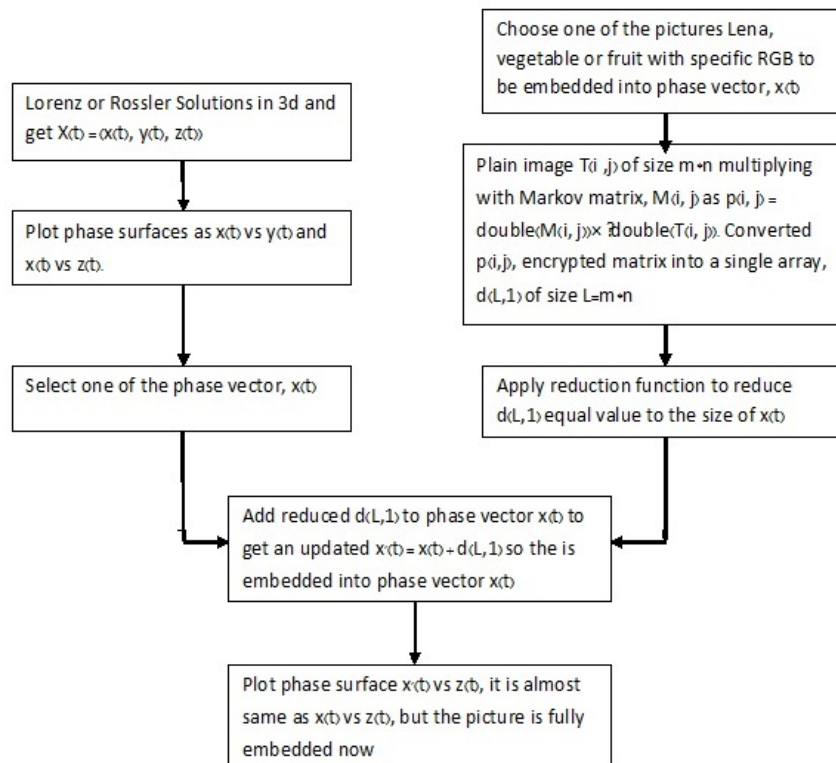 Choose one of the pictures Lena,
vegetable or fruit with specific RGB to
be embedded into phase vector, x(t)
Lorenz or Rossler Solutions in 3d and
get X(t) =(x(t), y(t), z(t))
Plain image T(i ,j) of size m*n multiplying
with Markov matrix, M(i, j) as p(i, j) =
double(M(i, j))× ?double(T(i, j)). Converted
p(i,j), encrypted matrix into a single array,
d(L,1) of size L=m*n
Plot phase surfaces as x(t) vs y(t) and
x(t) vs z(t).
Select one of the phase vector, x(t)
Apply reduction function to reduce
d(L,1) equal value to the size of x(t)
Add reduced d(L,1) to phase vector x(t) to
get an updated x'(t) = x(t) + d(L,1) so the is
embedded into phase vector x(t)
Plot phase surface x'(t) vs z(t), it is almost
same as x(t) vs z(t), but the picture is fully
embedded now